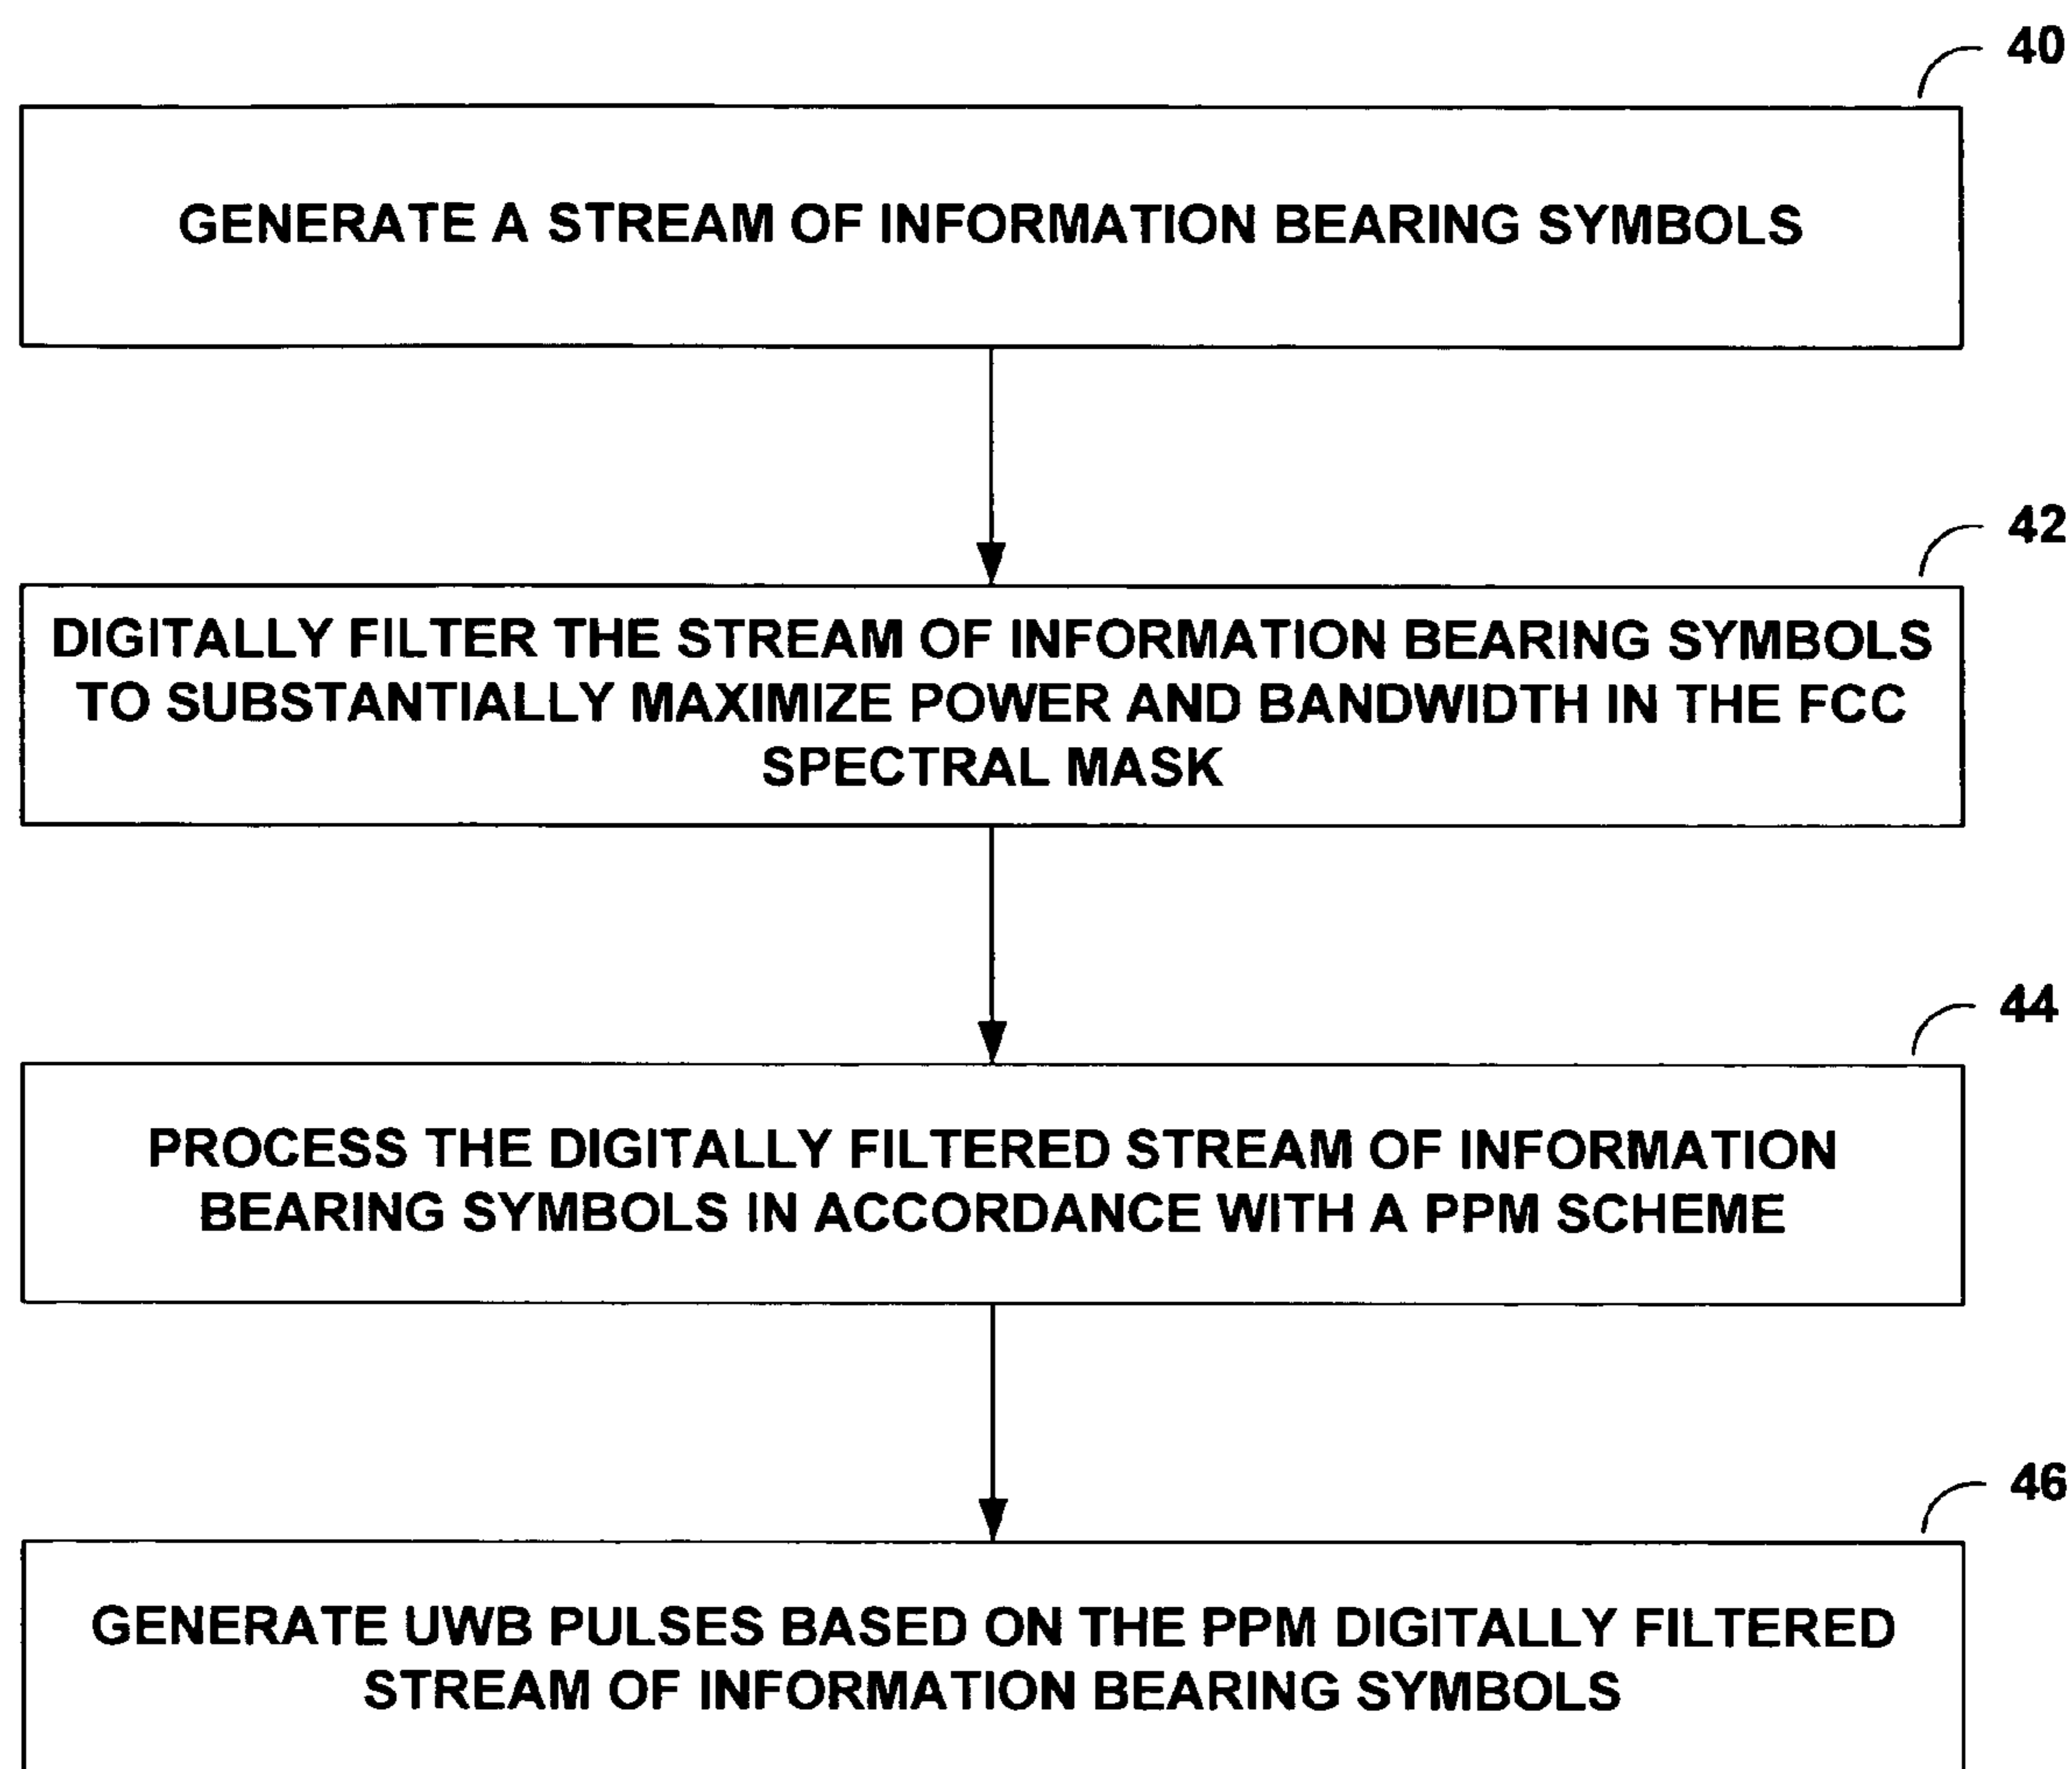 40
GENERATE A STREAM OF INFORMATION BEARING SYMBOLS
42
DIGITALLY FILTER THE STREAM OF INFORMATION BEARING SYMBOLS
TO SUBSTANTIALLY MAXIMIZE POWER AND BANDWIDTH IN THE FCC
SPECTRAL MASK
44
PROCESS THE DIGITALLY FILTERED STREAM OF INFORMATION
BEARING SYMBOLS IN ACCORDANCE WITH A PPM SCHEME
46
GENERATE UWB PULSES BASED ON THE PPM DIGITALLY FILTERED
STREAM OF INFORMATION BEARING SYMBOLS